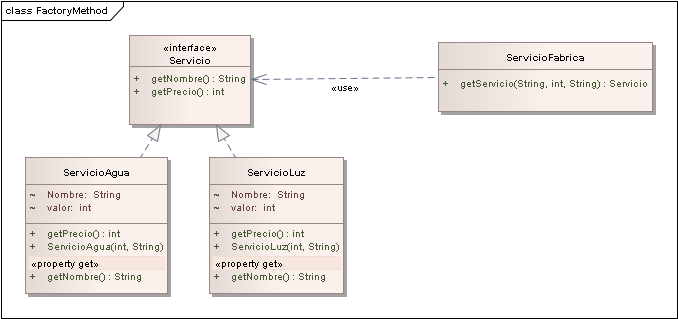 class FactoryMethod
«interface»
Servicio
+ getNombre() : String
+ getPrecio() : int
ServicioFabrica
+ getServicio(String, int, String) : Servicio
«use»
ServicioAgua
~ Nombre: String
~ valor: int
+ getPrecio() : int
+ ServicioAgua(int, String)
«property get»
+ getNombre() : String
ServicioLuz
~ Nombre: String
~ valor: int
+ getPrecio() : int
+ ServicioLuz(int, String)
«property get»
+ getNombre() : String